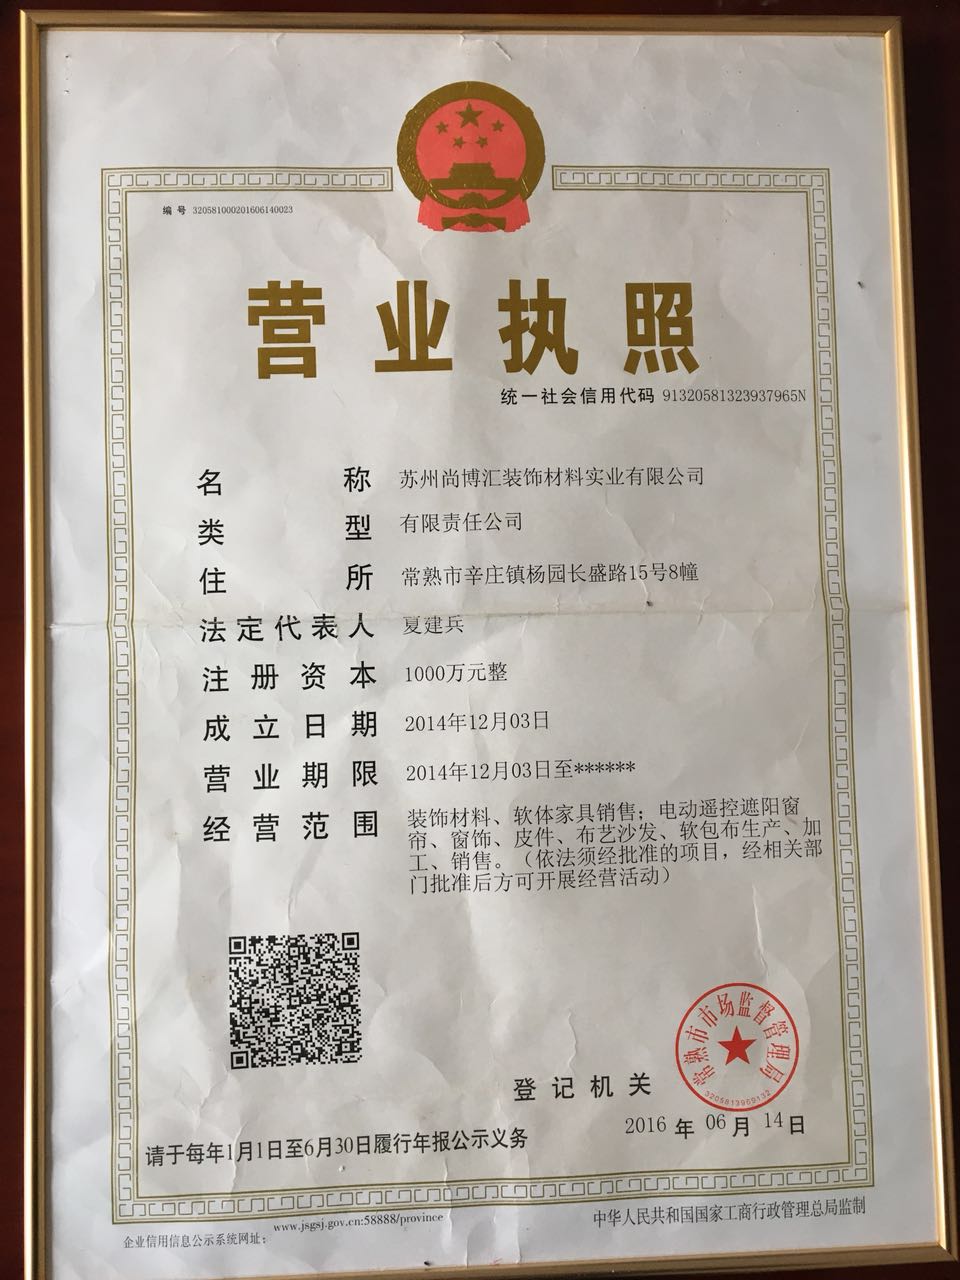 编 号 320581000201606140023
营业执照
统一社会信用代码 91320581323937965N
名 称 苏州尚博汇装饰材料实业有限公司
类 型 有限责任公司
住 所 常熟市辛庄镇杨园长盛路15号8幢
法定代表人 夏建兵
注册资本 1000万元整
成立日期 2014年12月03日
营业期限 2014年12月03日至******
经营范围 装饰材料、软体家具销售；电动遥控遮阳窗
帘、窗饰、皮件、布艺沙发、软包布生产、加
工、销售。（依法须经批准的项目，经相关部
门批准后方可开展经营活动）
常熟市市场监督管理局
3205813969132
登记机关
2016 年 06 月 14 日
请于每年1月1日至6月30日履行年报公示义务
www.jsgsj.gov.cn:58888/province
企业信用信息公示系统网址：
中华人民共和国国家工商行政管理总局监制